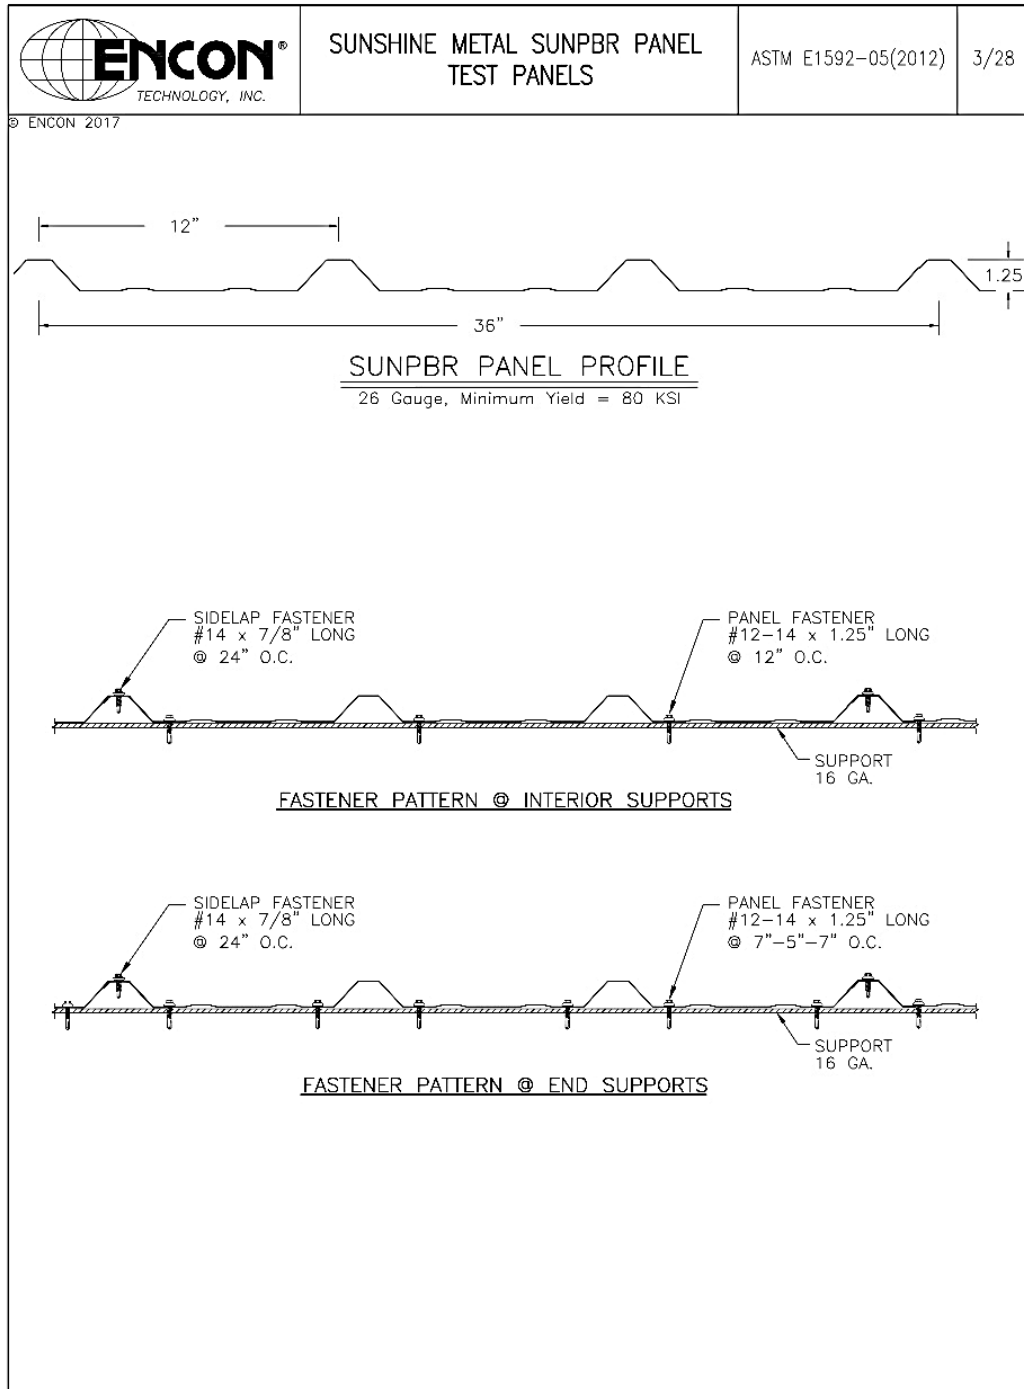 ENCON®
TECHNOLOGY, INC.
SUNSHINE METAL SUNPBR PANEL
TEST PANELS
ASTM E1592-05(2012)
3/28
© ENCON 2017
12"
1.25
36"
SUNPBR PANEL PROFILE
26 Gauge, Minimum Yield = 80 KSI
SIDELAP FASTENER
#14 x 7/8" LONG
@ 24" O.C.
PANEL FASTENER
#12-14 x 1.25" LONG
@ 12" O.C.
SUPPORT
16 GA.
FASTENER PATTERN @ INTERIOR SUPPORTS
SIDELAP FASTENER
#14 x 7/8" LONG
@ 24" O.C.
PANEL FASTENER
#12-14 x 1.25" LONG
@ 7"-5"-7" O.C.
SUPPORT
16 GA.
FASTENER PATTERN @ END SUPPORTS